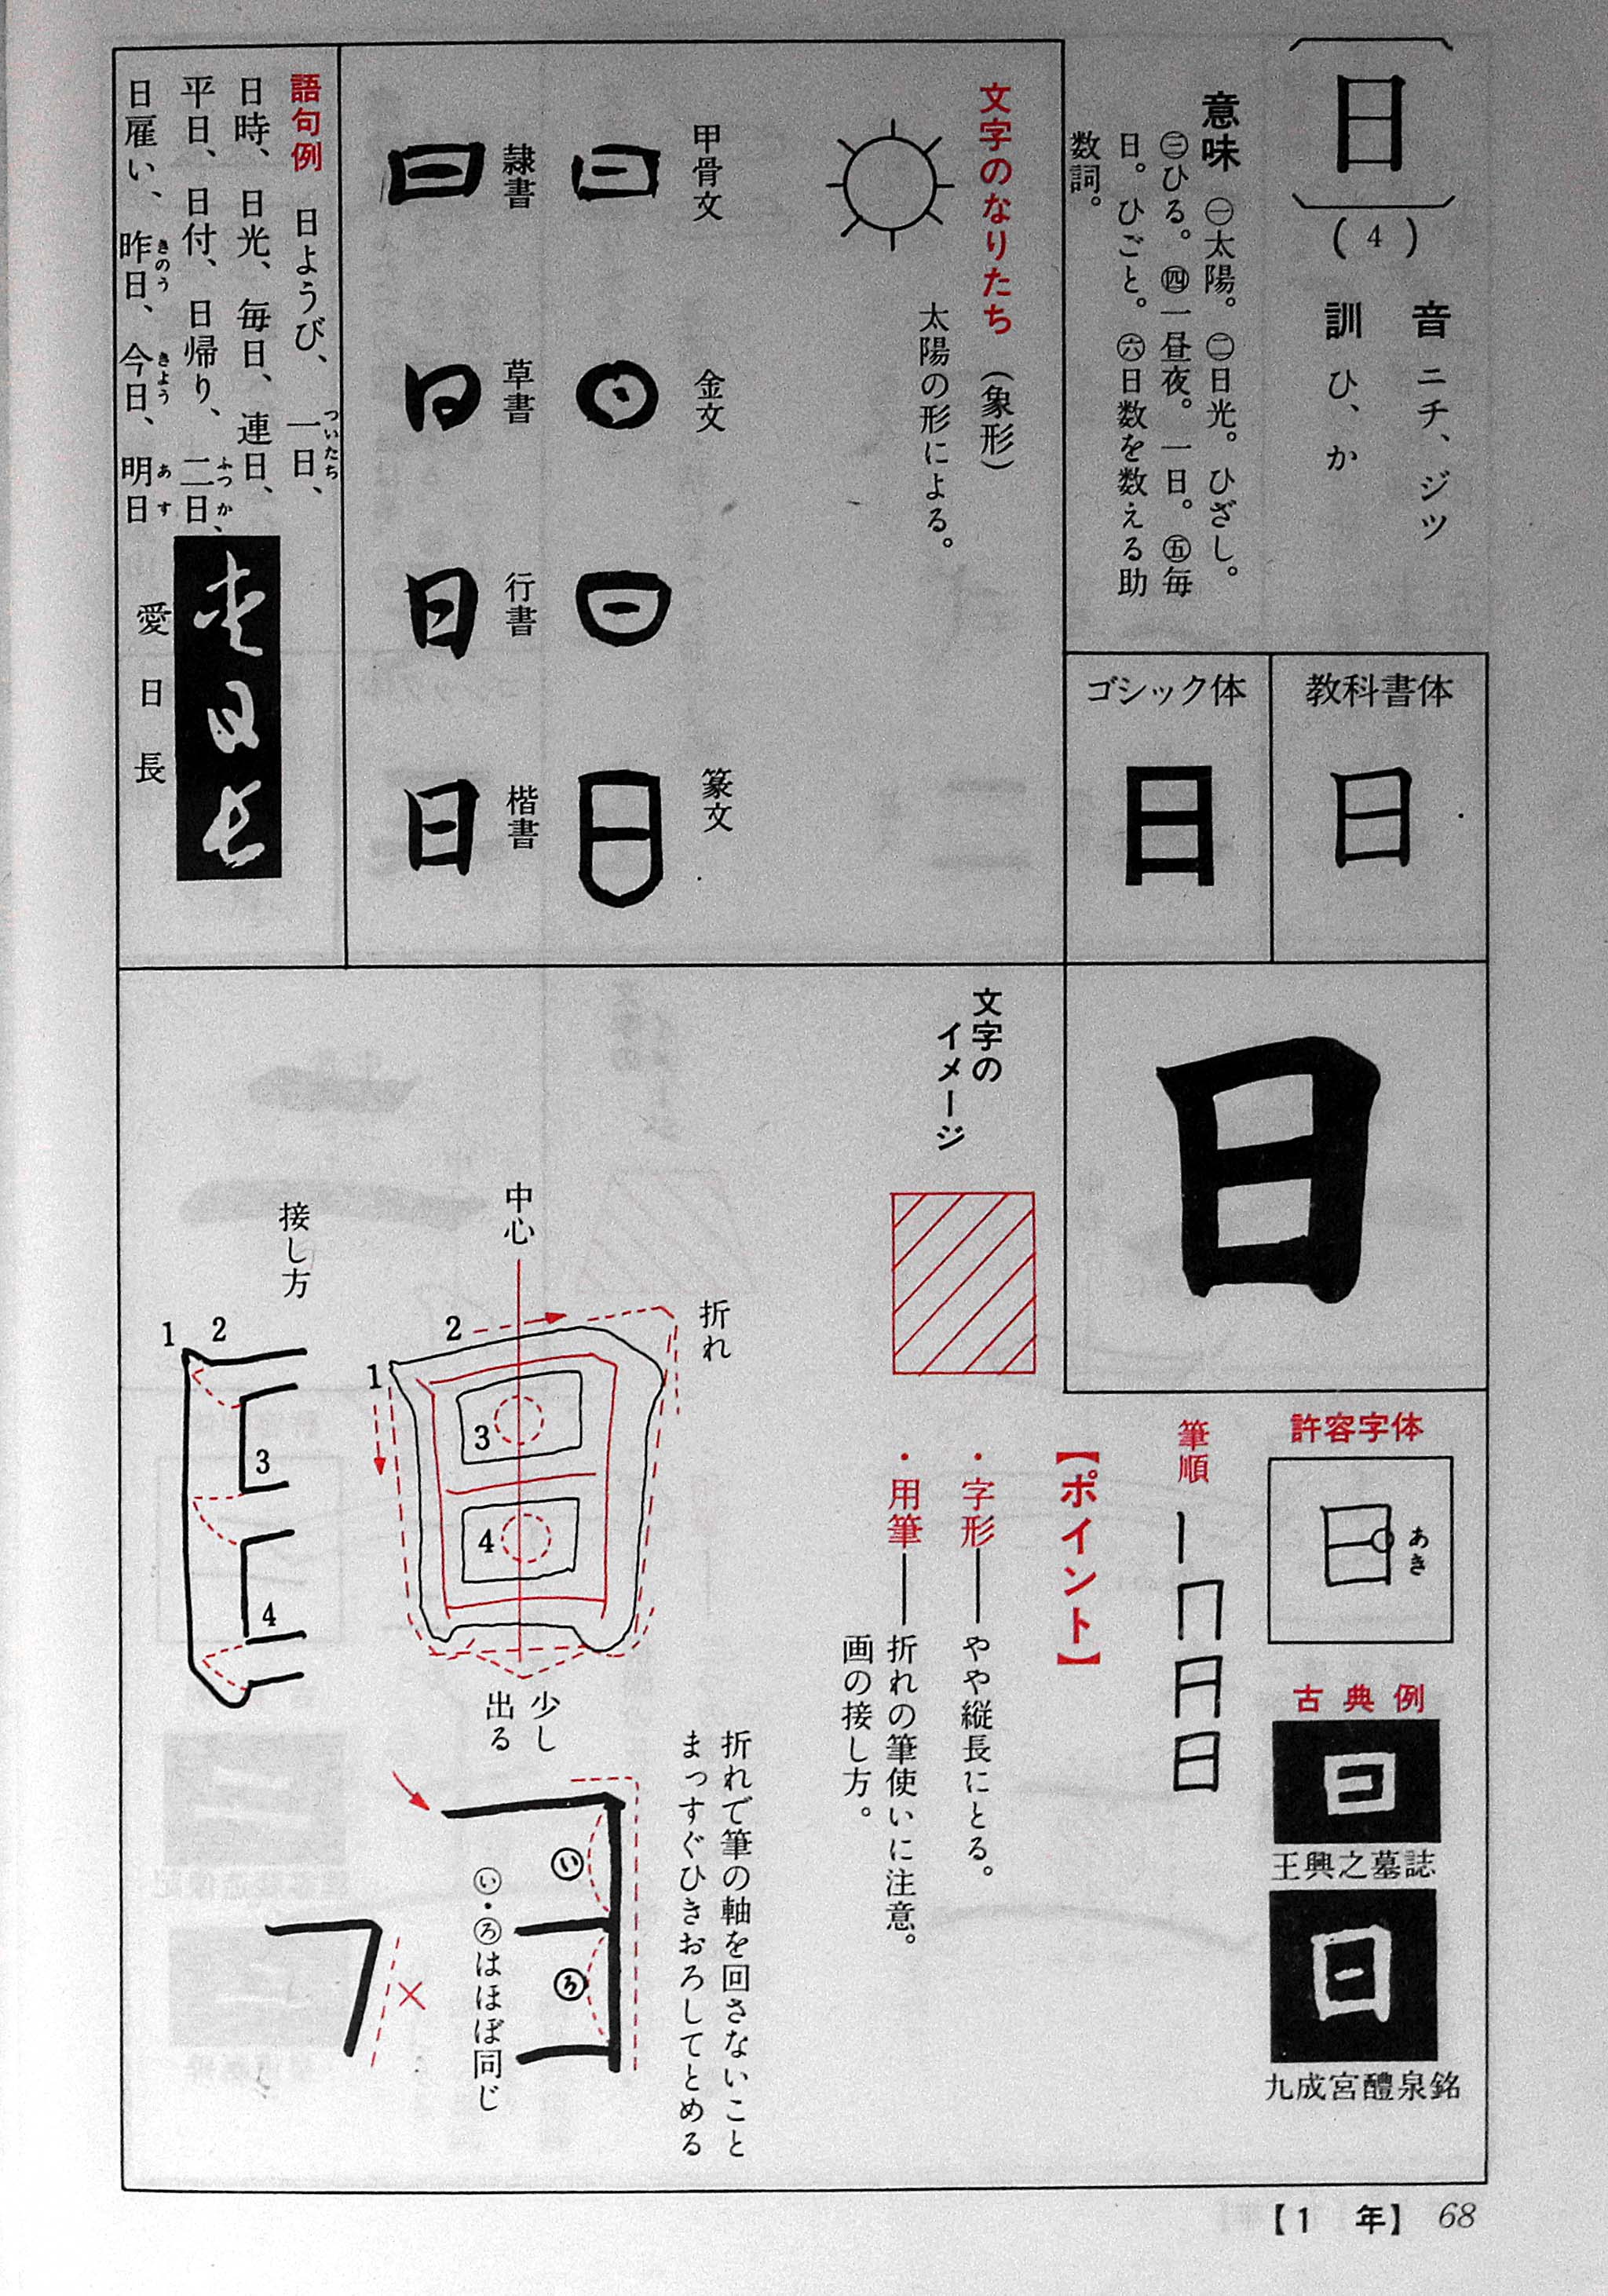 日
(4)
音 ニチ、ジツ
訓 ひ、か
意味 ㊀太陽。㊁日光。ひざし。
㊂ひる。㊃一昼夜。一日。㊄毎
日。ひごと。㊅日数を数える助
数詞。
教科書体
日
ゴシック体
日
文字のなりたち（象形）
太陽の形による。
甲骨文
金文
篆文
隷書
草書
行書
楷書
日
日
日
日
語句例 日ようび、一日、
ついたち
日時、日光、毎日、連日、
平日、日付、日帰り、二日、
ふつか
日雇い、昨日、今日、明日
きのう
きょう
あす
愛日長
愛日長
日
文字の
イメージ
許容字体
日
あき
古典例
日
王興之墓誌
日
九成宮醴泉銘
筆順
日
【ポイント】
・字形――やや縦長にとる。
・用筆――折れの筆使いに注意。
画の接し方。
折れ
中心
1
2
3
4
少し
出る
接し方
1
2
3
4
折れで筆の軸を回さないこと
まっすぐひきおろしてとめる
い
ろ
㋑・㋺はほぼ同じ
×
【1 年】 68